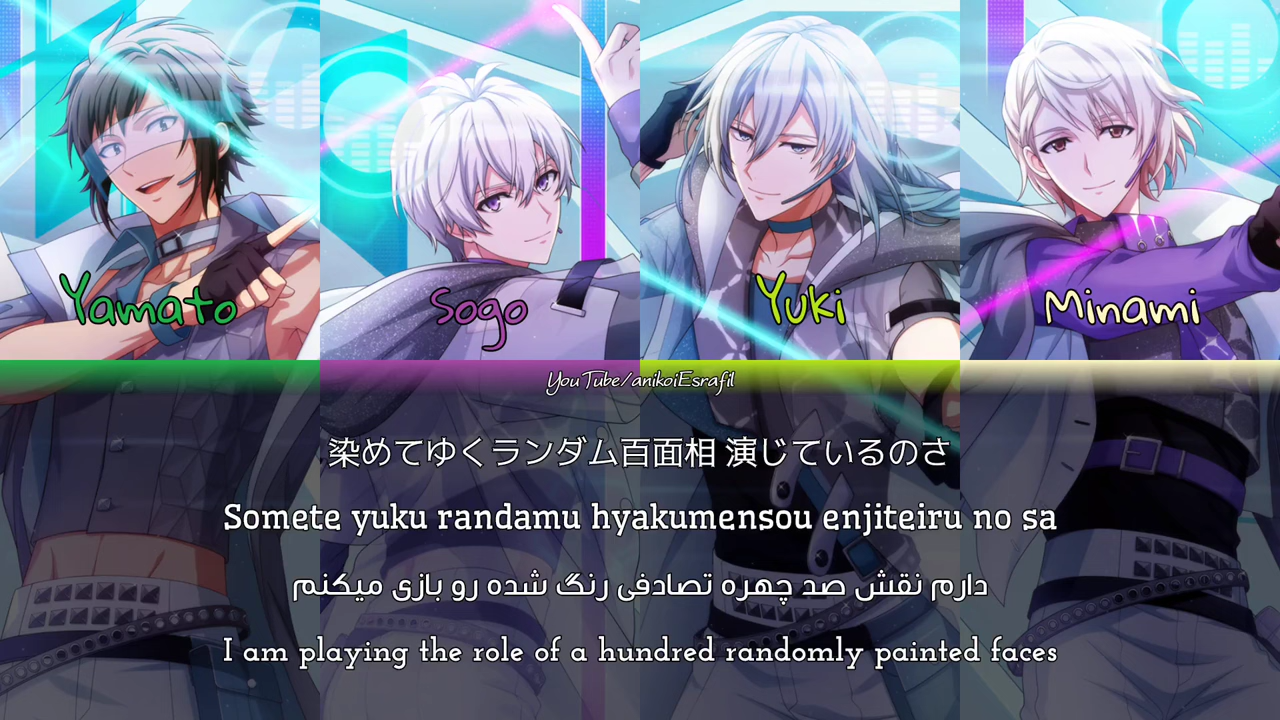 Yamato
Sogo
Yuki
Minami
YouTube/anikoiEsrafil
染めてゆくランダム百面相 演じているのさ
Somete yuku randamu hyakumensou enjiteiru no sa
دارم نقش صد چهره تصادفی رنگ شده رو بازی میکنم
I am playing the role of a hundred randomly painted faces